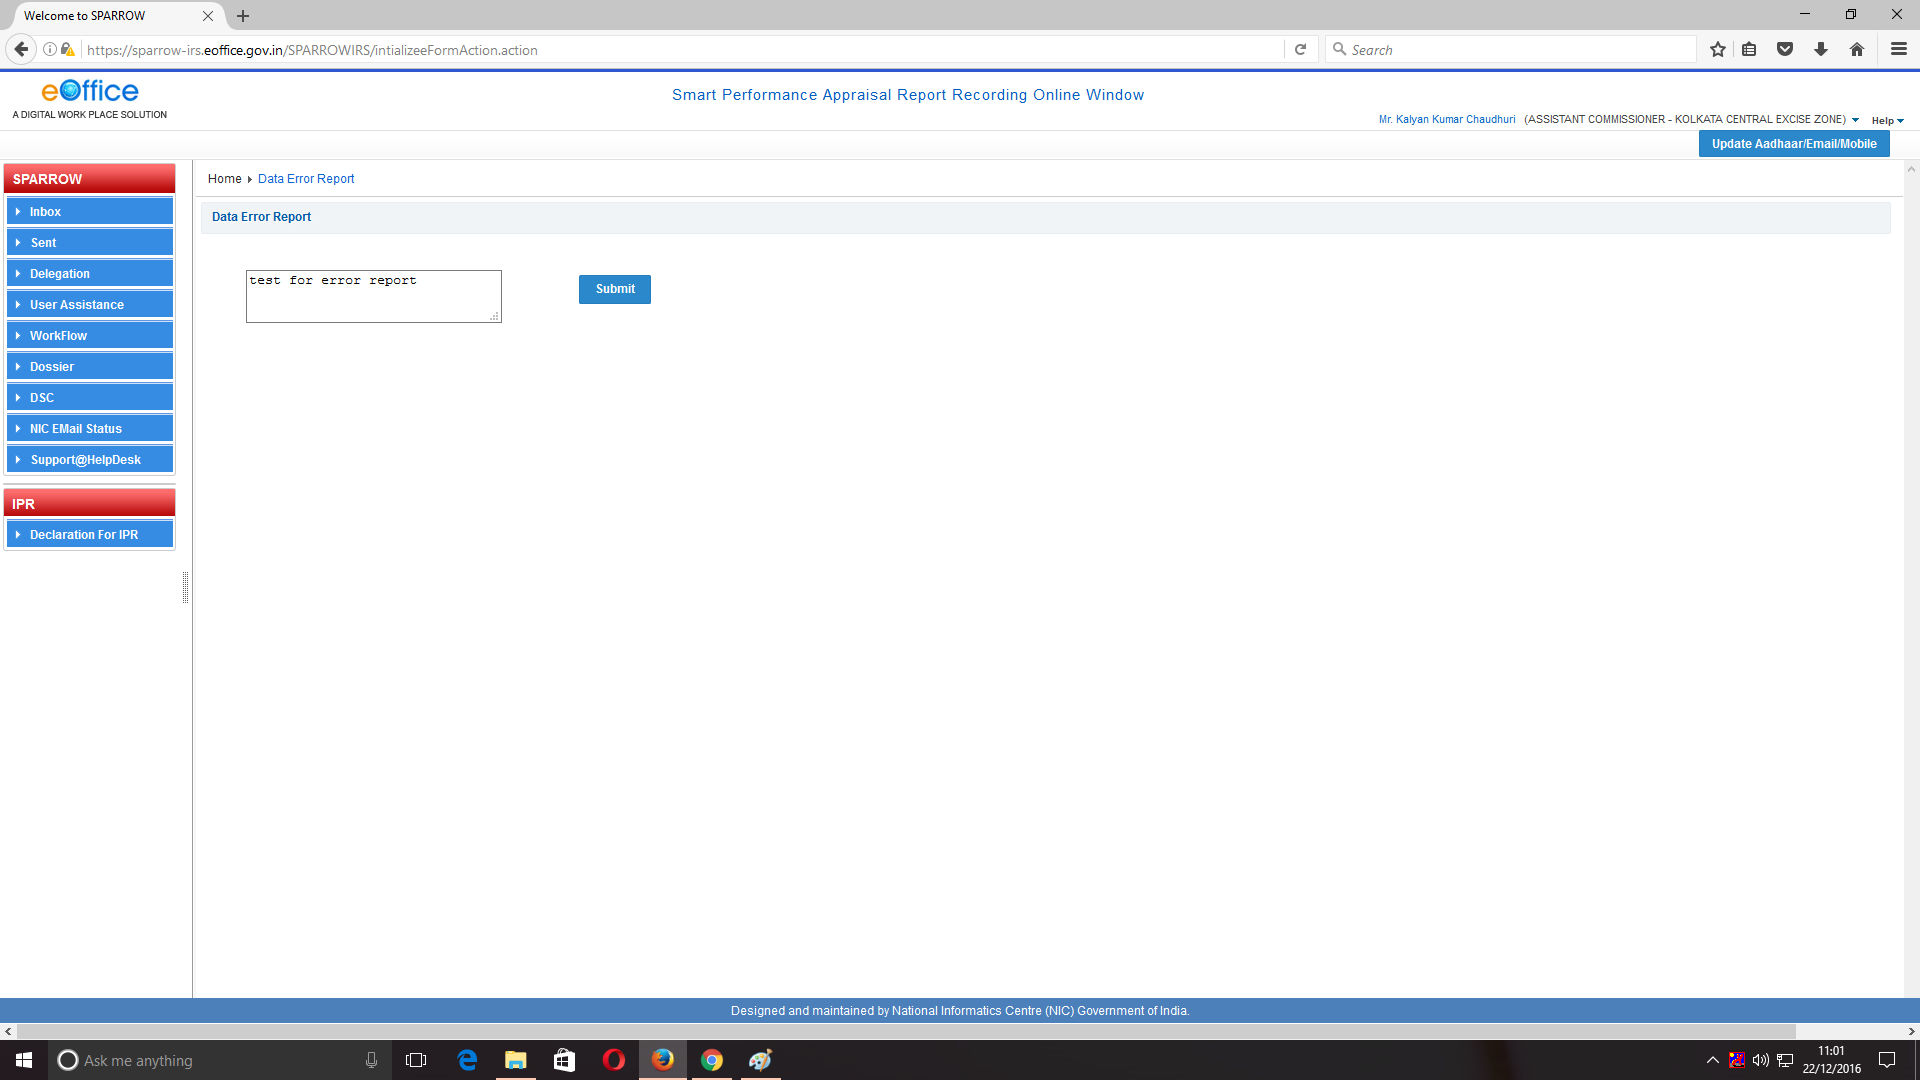 Welcome to SPARROW
https://sparrow-irs.eoffice.gov.in/SPARROWIRS/intializeeFormAction.action
Search
eOffice
A DIGITAL WORK PLACE SOLUTION
Smart Performance Appraisal Report Recording Online Window
Mr. Kalyan Kumar Chaudhuri (ASSISTANT COMMISSIONER - KOLKATA CENTRAL EXCISE ZONE) Help
Update Aadhaar/Email/Mobile
SPARROW
Inbox
Sent
Delegation
User Assistance
WorkFlow
Dossier
DSC
NIC EMail Status
Support@HelpDesk
IPR
Declaration For IPR
Home Data Error Report
Data Error Report
test for error report
Submit
Designed and maintained by National Informatics Centre (NIC) Government of India.
Ask me anything
11:01
22/12/2016